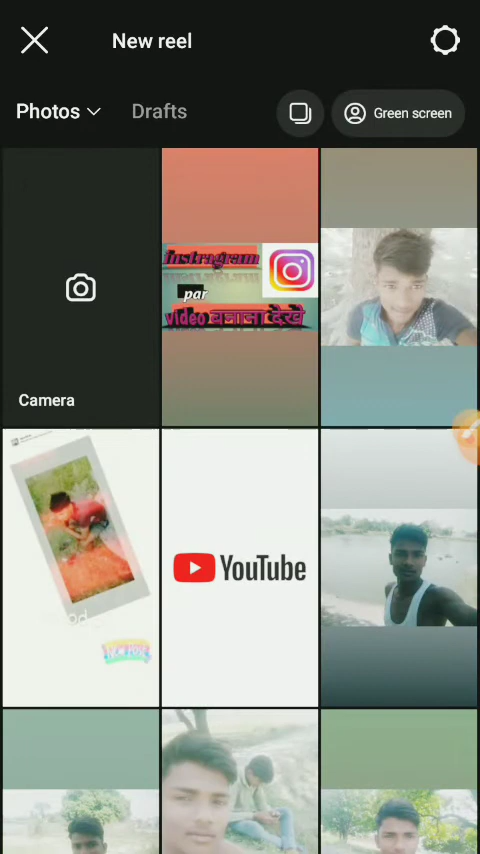 New reel
Photos
Drafts
Green screen
instragram
par
video बनाना देखे
Camera
YouTube